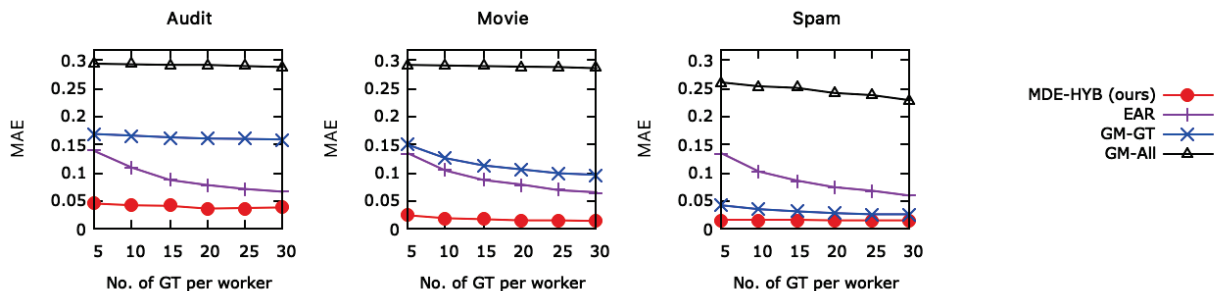 Audit
0.3
0.25
0.2
0.15
0.1
0.05
0
MAE
5 10 15 20 25 30
No. of GT per worker
Movie
0.3
0.25
0.2
0.15
0.1
0.05
0
MAE
5 10 15 20 25 30
No. of GT per worker
Spam
0.3
0.25
0.2
0.15
0.1
0.05
0
MAE
5 10 15 20 25 30
No. of GT per worker
MDE-HYB (ours)
EAR
GM-GT
GM-All